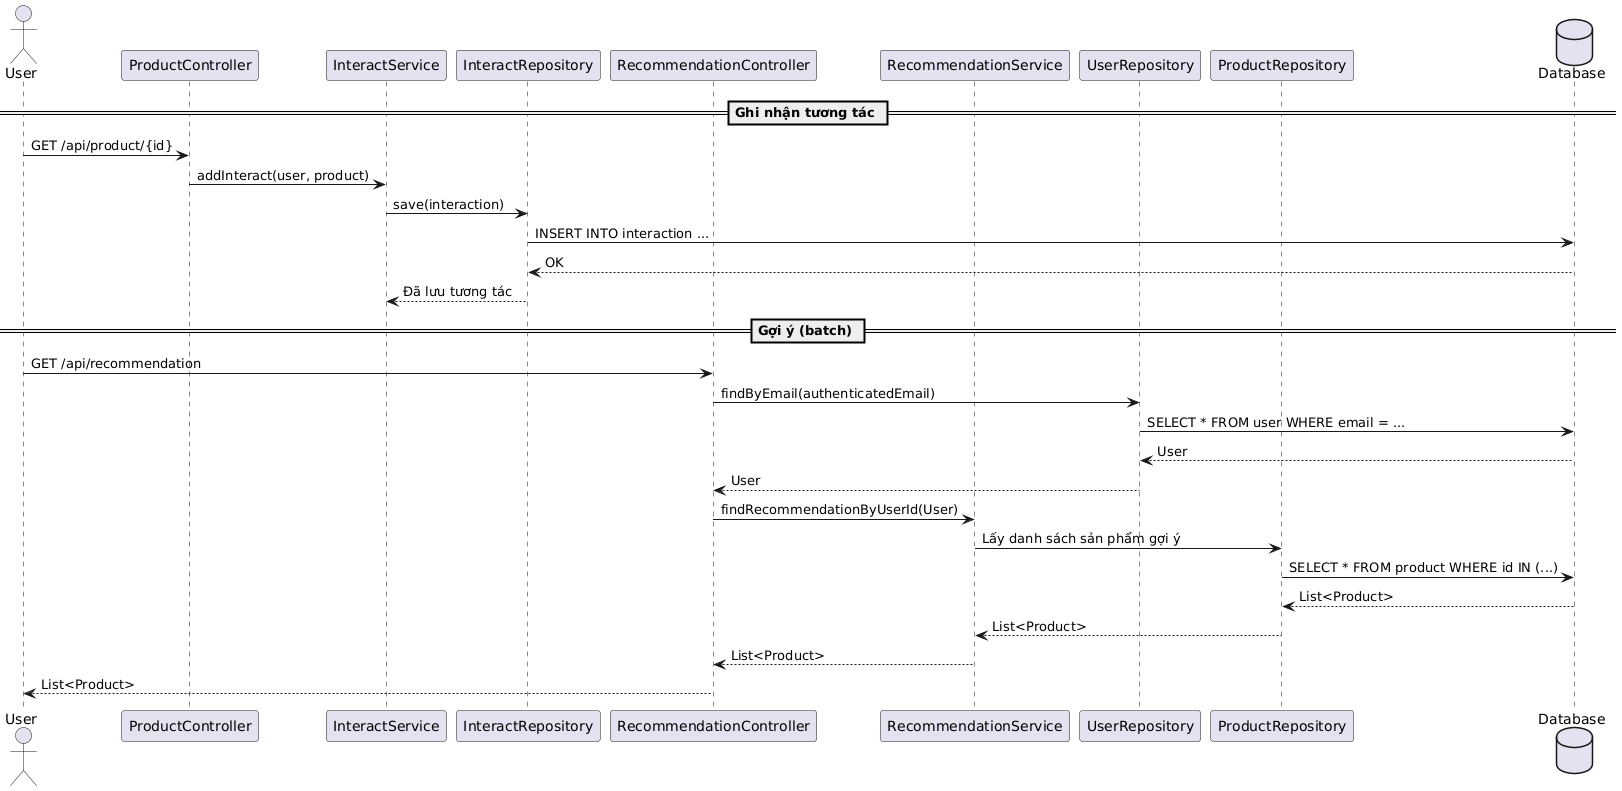 User
ProductController
InteractService
InteractRepository
RecommendationController
RecommendationService
UserRepository
ProductRepository
Database
Ghi nhận tương tác
GET /api/product/{id}
addInteract(user, product)
save(interaction)
INSERT INTO interaction ...
OK
Đã lưu tương tác
Gợi ý (batch)
GET /api/recommendation
findByEmail(authenticatedEmail)
SELECT * FROM user WHERE email = ...
User
User
findRecommendationByUserId(User)
Lấy danh sách sản phẩm gợi ý
SELECT * FROM product WHERE id IN (...)
List<Product>
List<Product>
List<Product>
List<Product>
User
ProductController
InteractService
InteractRepository
RecommendationController
RecommendationService
UserRepository
ProductRepository
Database